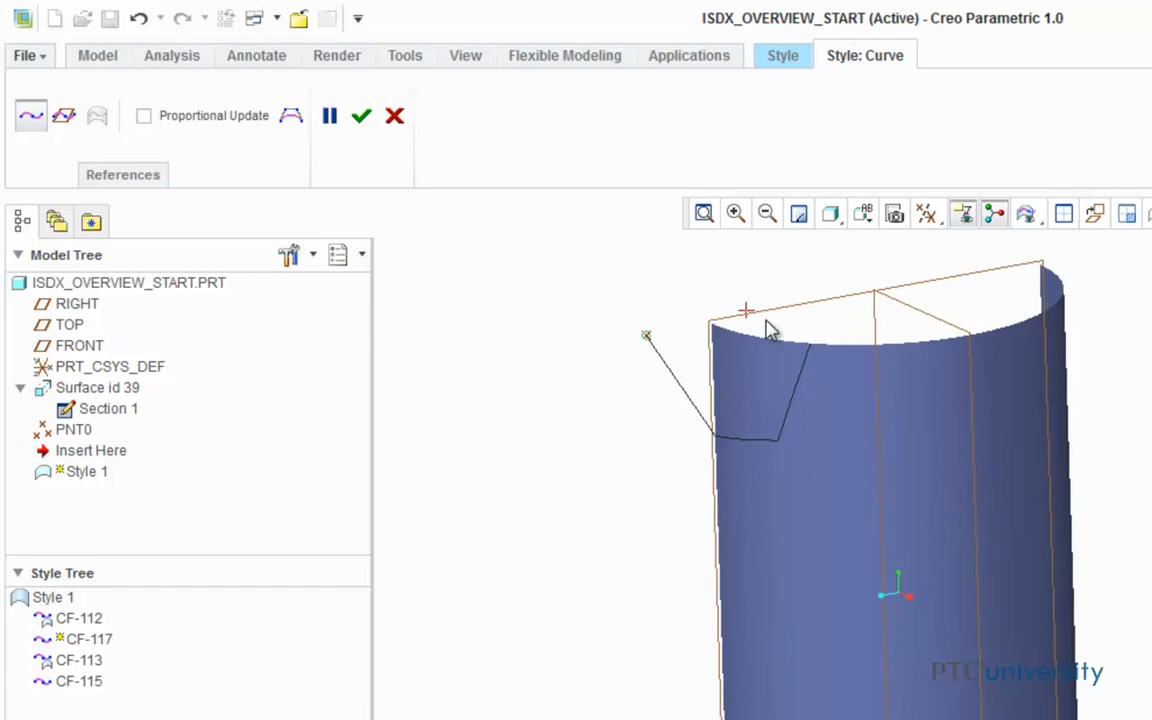 ISDX_OVERVIEW_START (Active) - Creo Parametric 1.0
File Model Analysis Annotate Render Tools View Flexible Modeling Applications Style Style: Curve
Proportional Update
References
Model Tree
ISDX_OVERVIEW_START.PRT
RIGHT
TOP
FRONT
PRT_CSYS_DEF
Surface id 39
Section 1
PNT0
Insert Here
Style 1
Style Tree
Style 1
CF-112
CF-117
CF-113
CF-115
PTC university